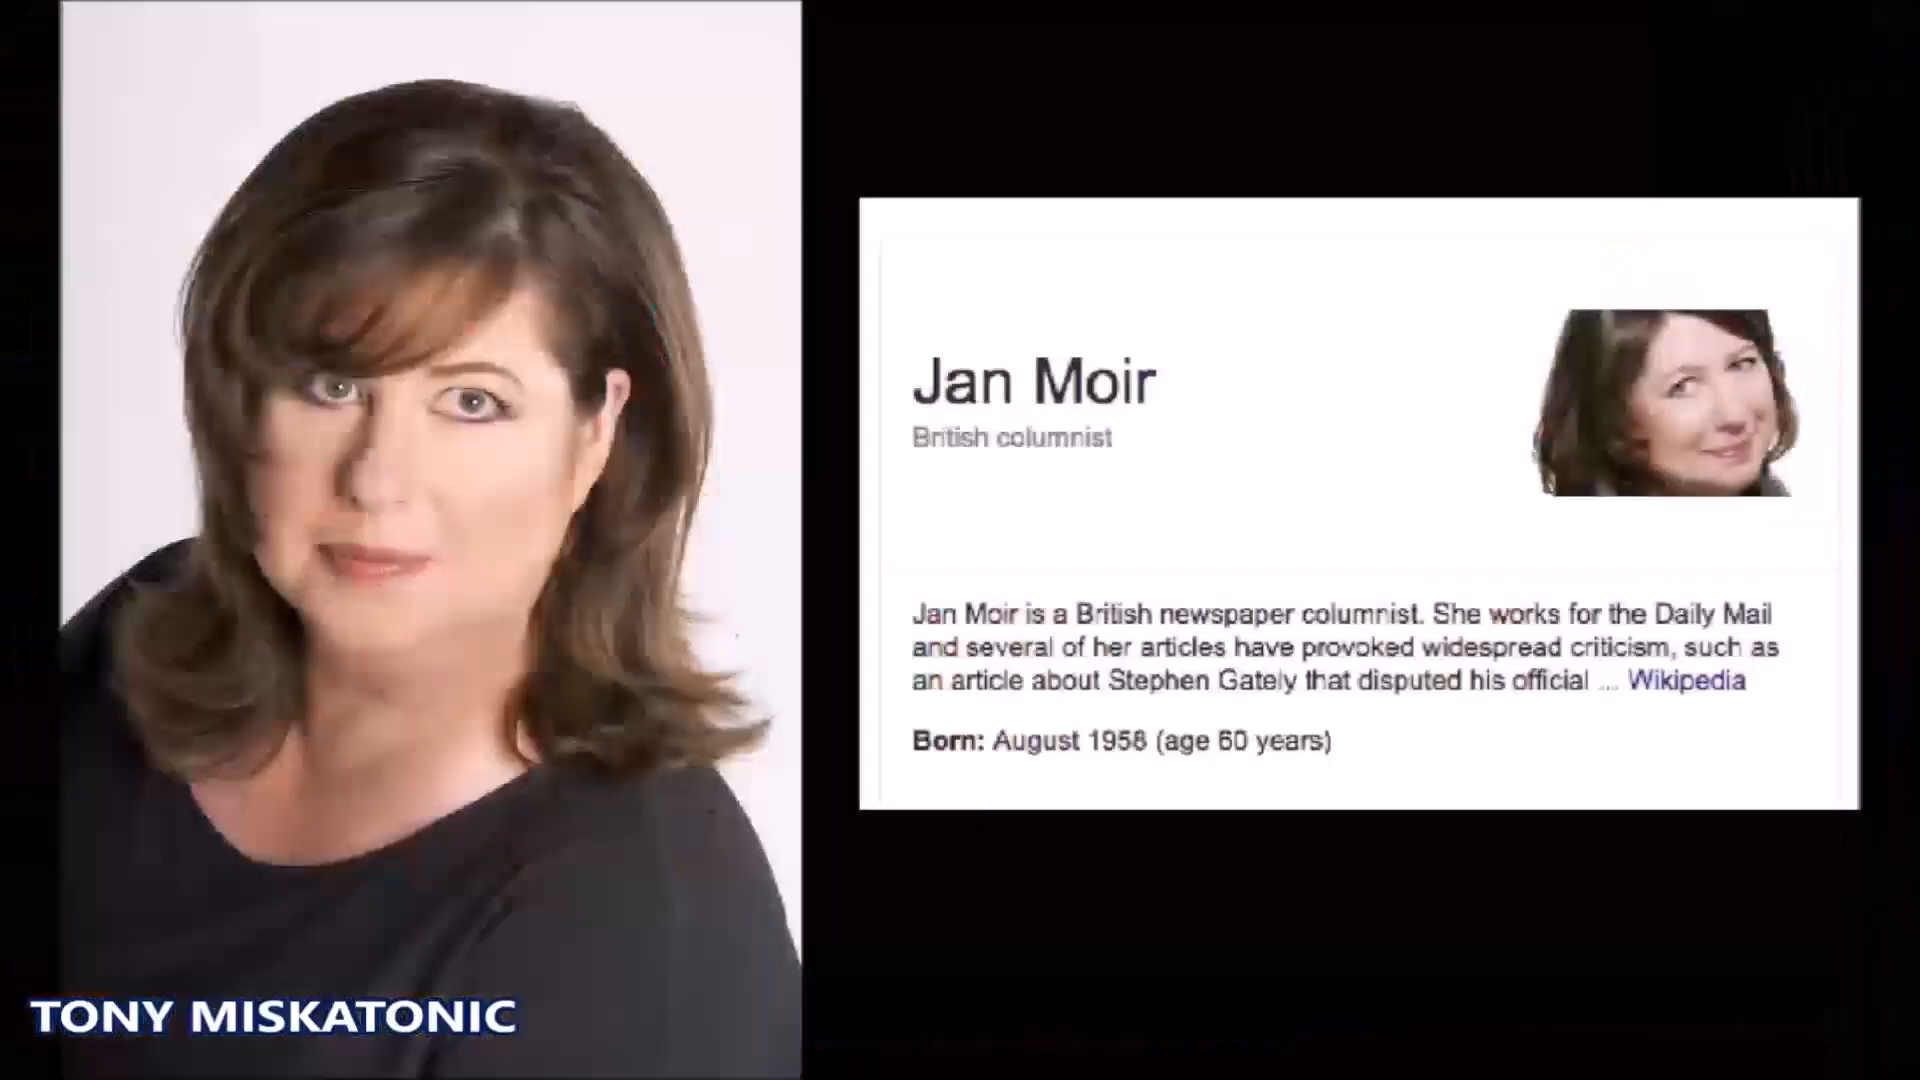 Jan Moir
British columnist
Jan Moir is a British newspaper columnist. She works for the Daily Mail
and several of her articles have provoked widespread criticism, such as
an article about Stephen Gately that disputed his official ... Wikipedia
Born: August 1958 (age 60 years)
TONY MISKATONIC